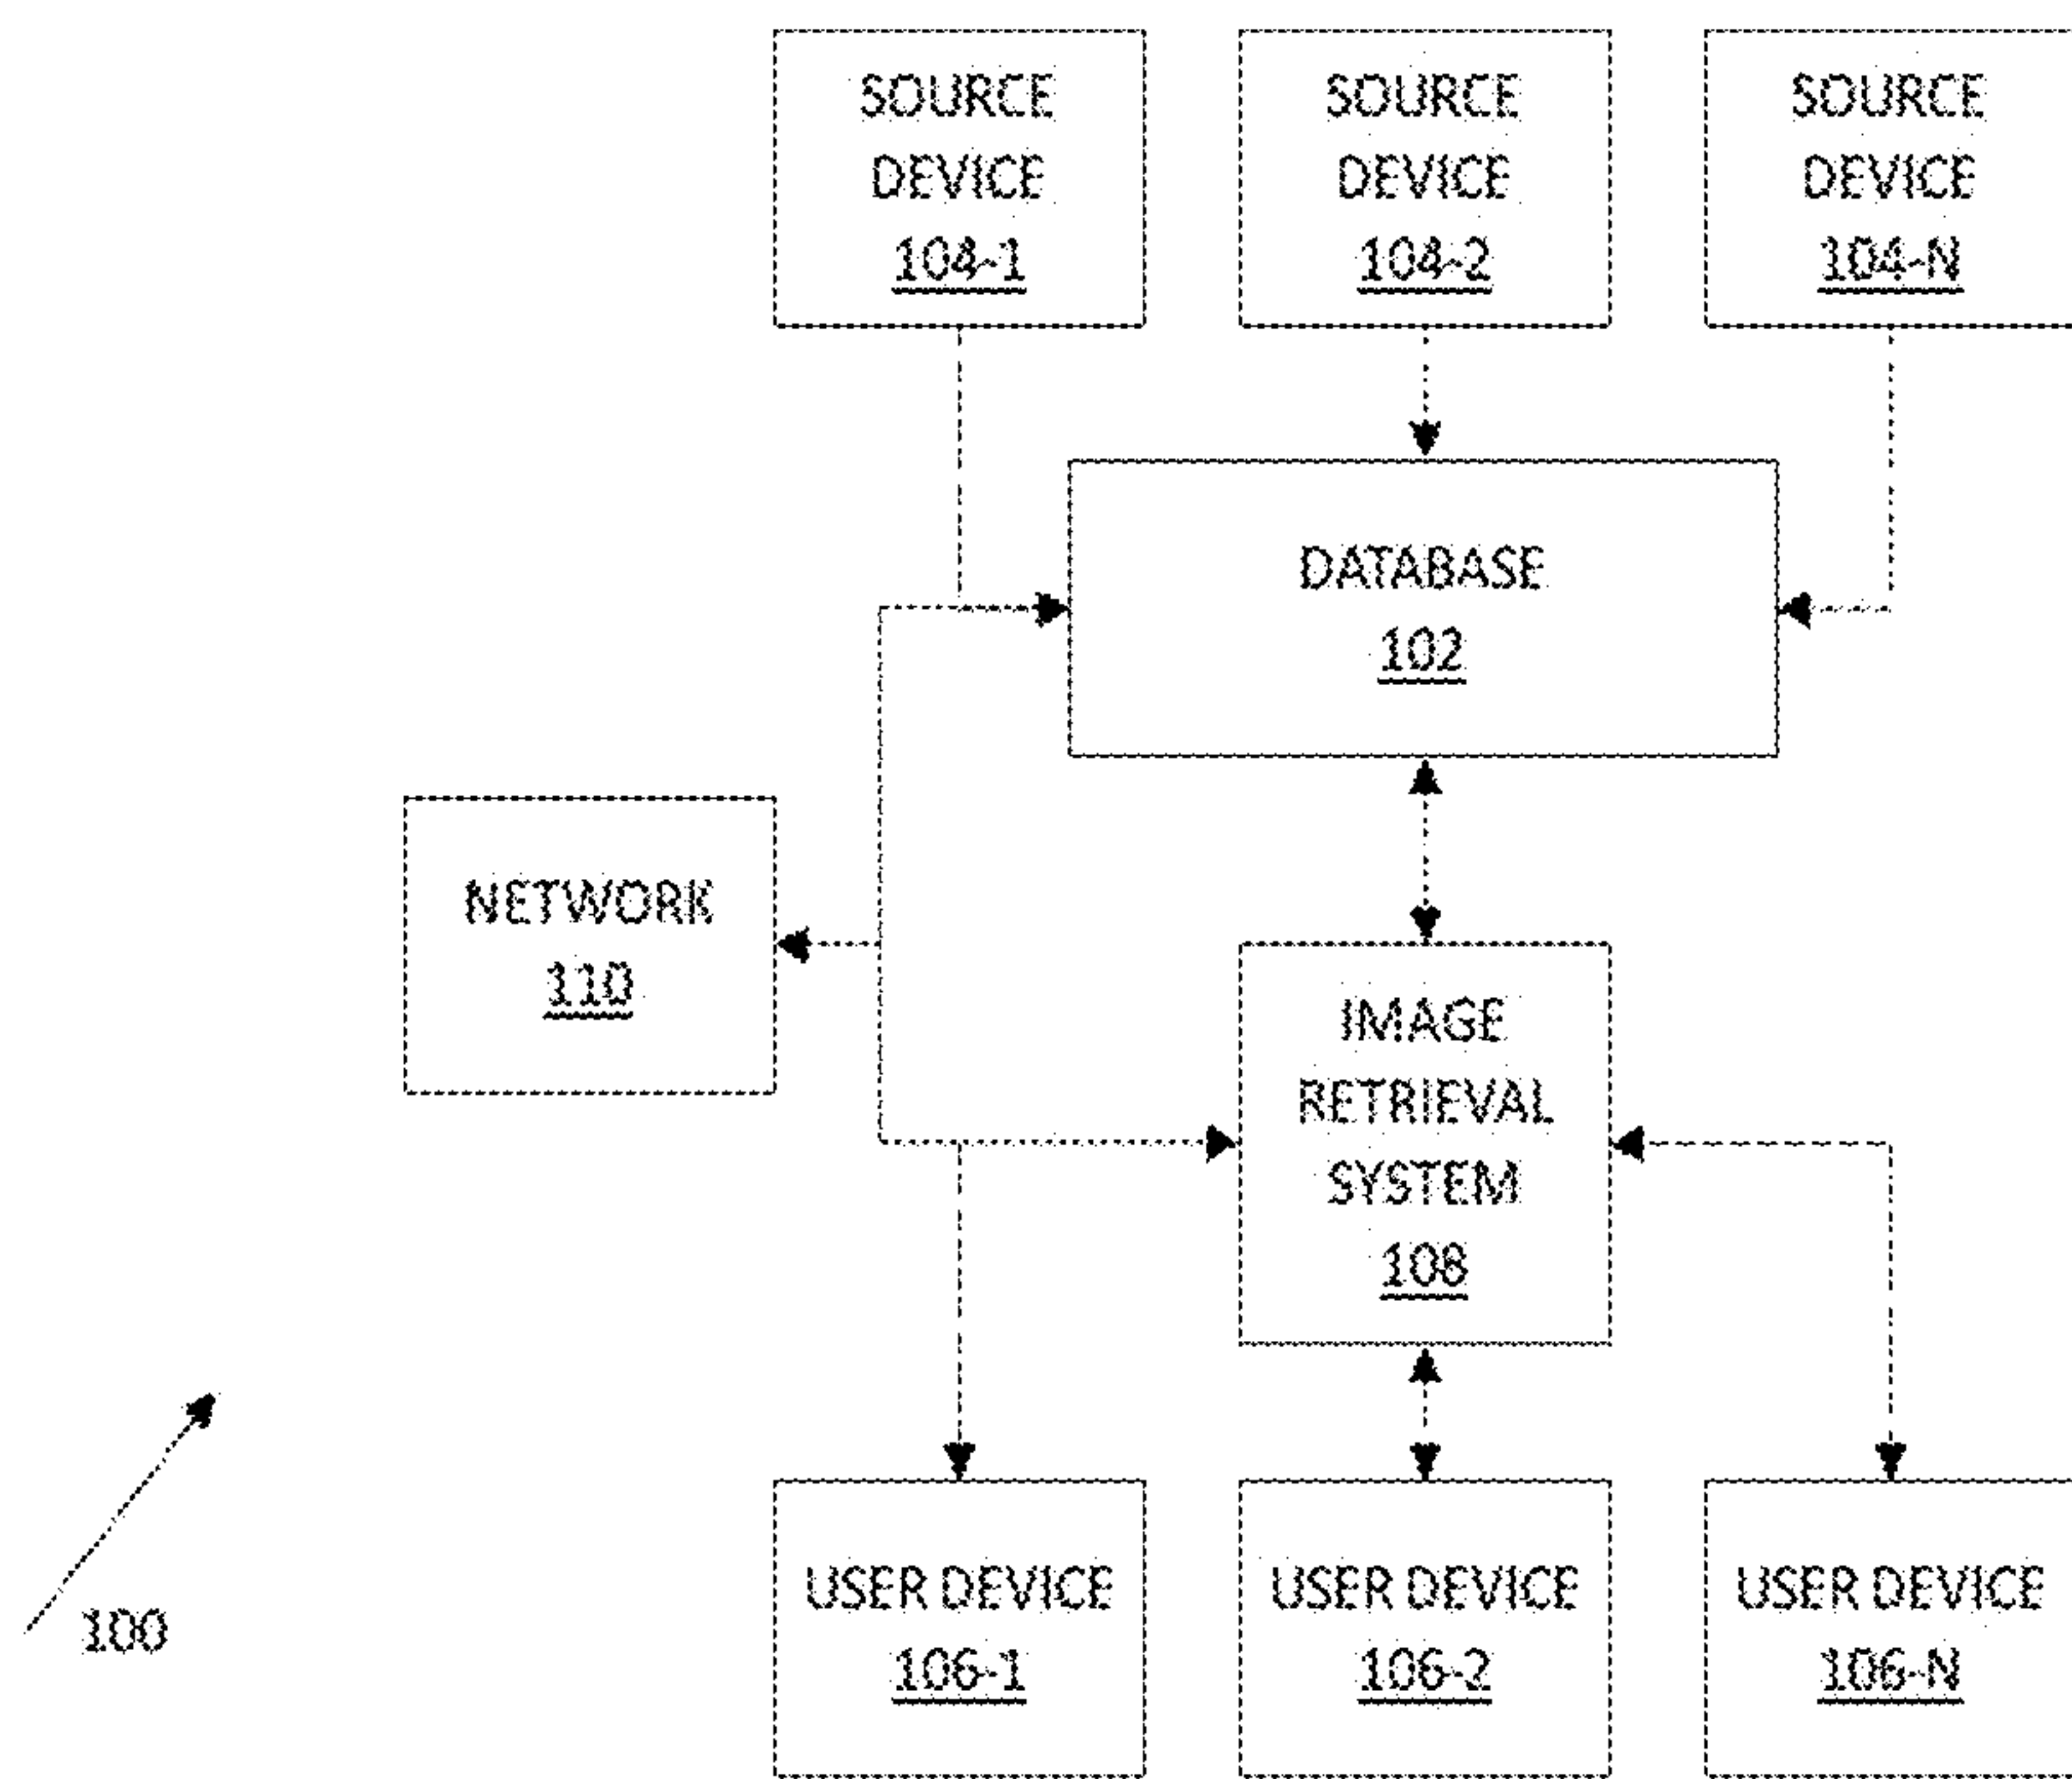 SOURCE
DEVICE
104-1
SOURCE
DEVICE
104-2
SOURCE
DEVICE
104-N
DATABASE
102
NETWORK
110
IMAGE
RETRIEVAL
SYSTEM
108
100
USER DEVICE
106-1
USER DEVICE
106-2
USER DEVICE
106-N